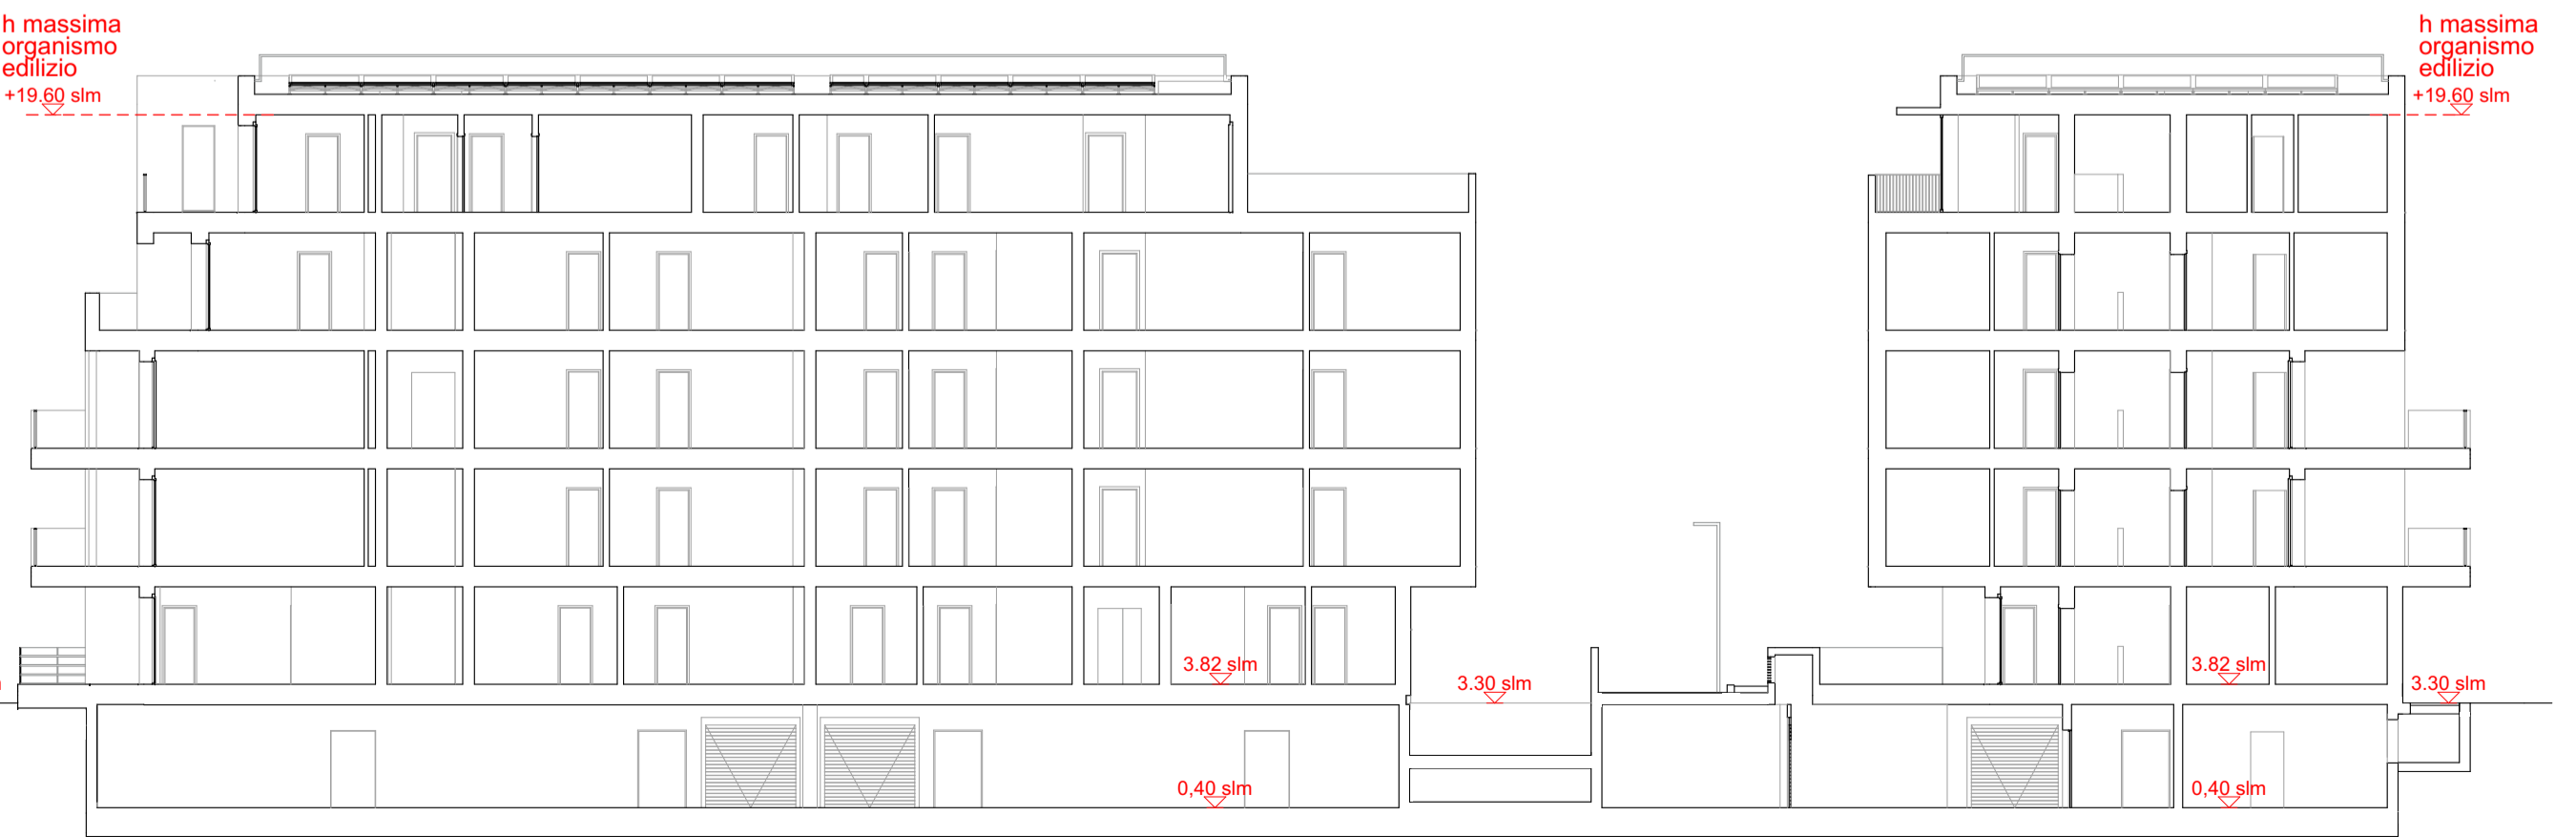 h massima
organismo
edilizio
+19.60 slm
h massima
organismo
edilizio
+19.60 slm
3.82 slm
3.30 slm
3.82 slm
3.30 slm
0,40 slm
0,40 slm